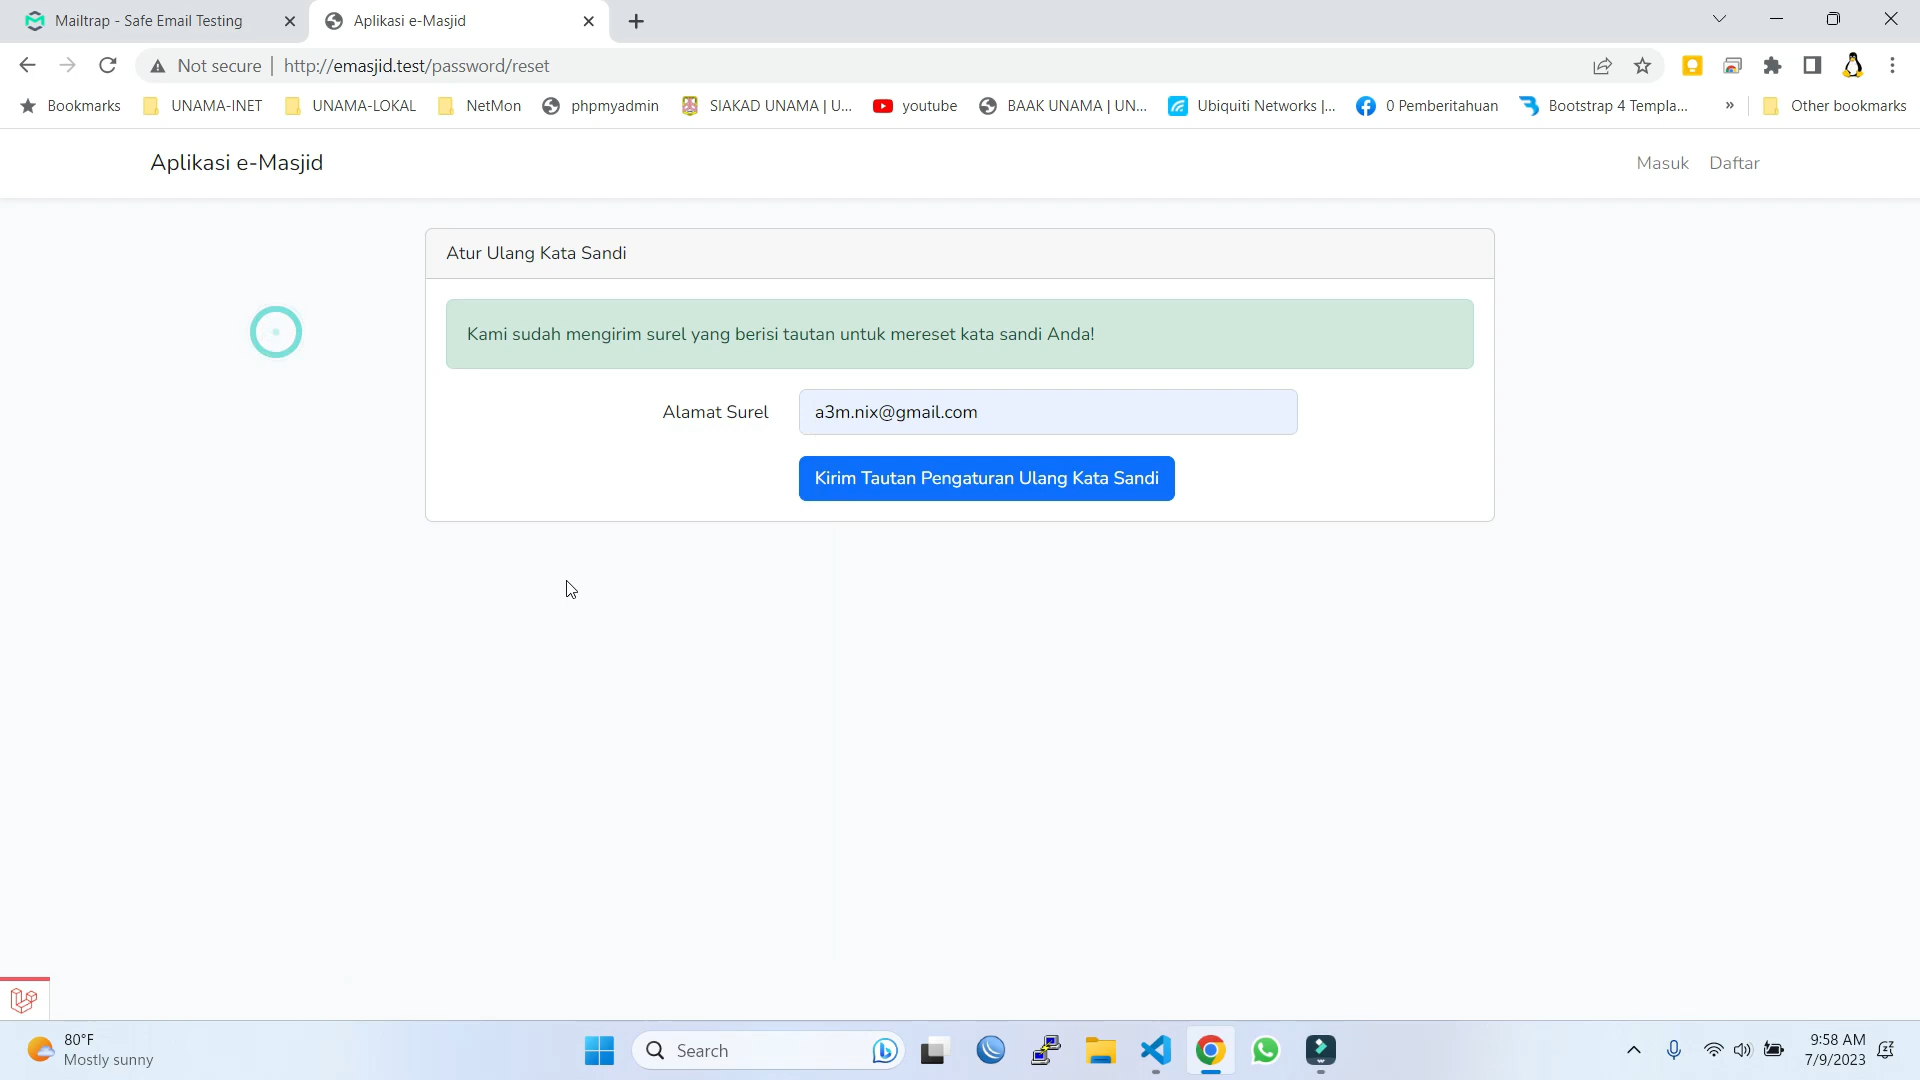 Mailtrap - Safe Email Testing
Aplikasi e-Masjid
Not secure
http://emasjid.test/password/reset
Bookmarks
UNAMA-INET
UNAMA-LOKAL
NetMon
phpmyadmin
SIAKAD UNAMA | U...
youtube
BAAK UNAMA | UN...
Ubiquiti Networks |...
0 Pemberitahuan
Bootstrap 4 Templa...
»
Other bookmarks
Aplikasi e-Masjid
Masuk
Daftar
Atur Ulang Kata Sandi
Kami sudah mengirim surel yang berisi tautan untuk mereset kata sandi Anda!
Alamat Surel
a3m.nix@gmail.com
Kirim Tautan Pengaturan Ulang Kata Sandi
80°F
Mostly sunny
Search
9:58 AM
7/9/2023